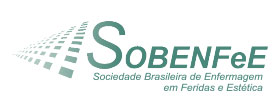 SOBENFeE
Sociedade Brasileira de Enfermagem
em Feridas e Estética